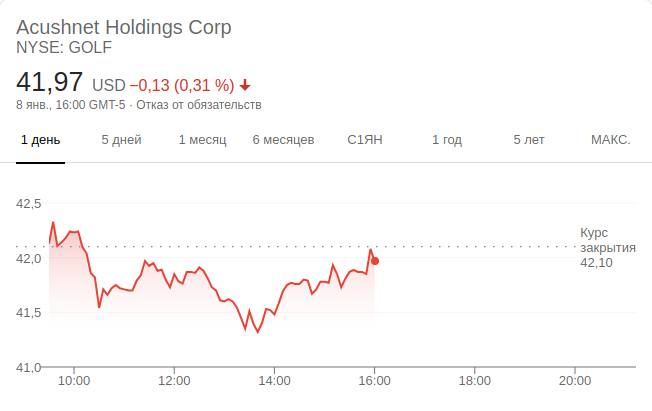 Acushnet Holdings Corp
NYSE: GOLF
41,97 USD −0,13 (0,31 %)
8 янв., 16:00 GMT-5 · Отказ от обязательств
1 день 5 дней 1 месяц 6 месяцев С1ЯН 1 год 5 лет МАКС.
42,5
Курс
закрытия
42,10
42,0
41,5
41,0
10:00 12:00 14:00 16:00 18:00 20:00